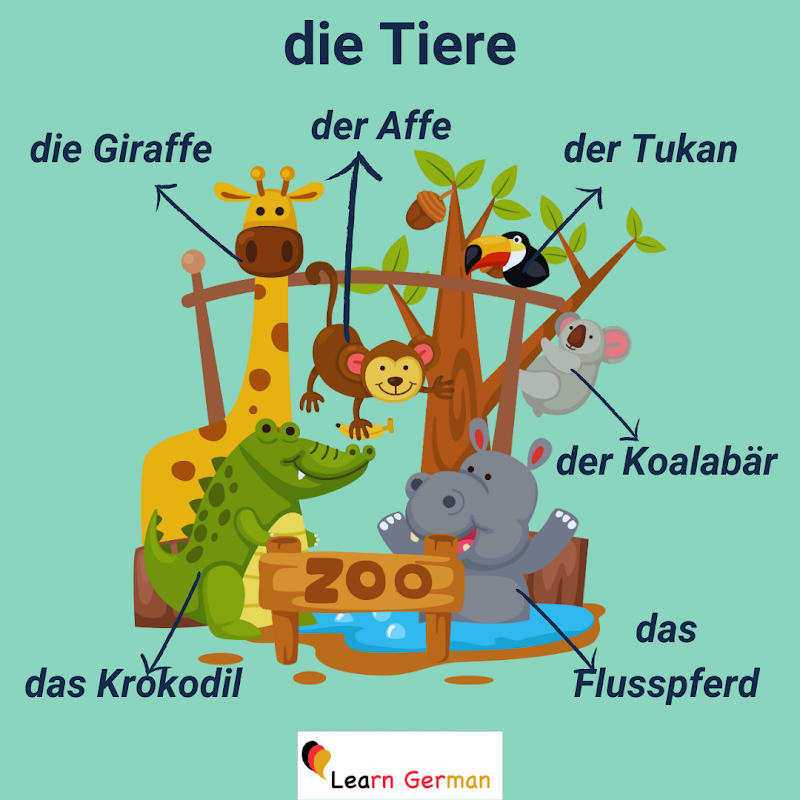 die Tiere
der Affe
die Giraffe
der Tukan
der Koalabär
ZOO
das
Flusspferd
das Krokodil
Learn German